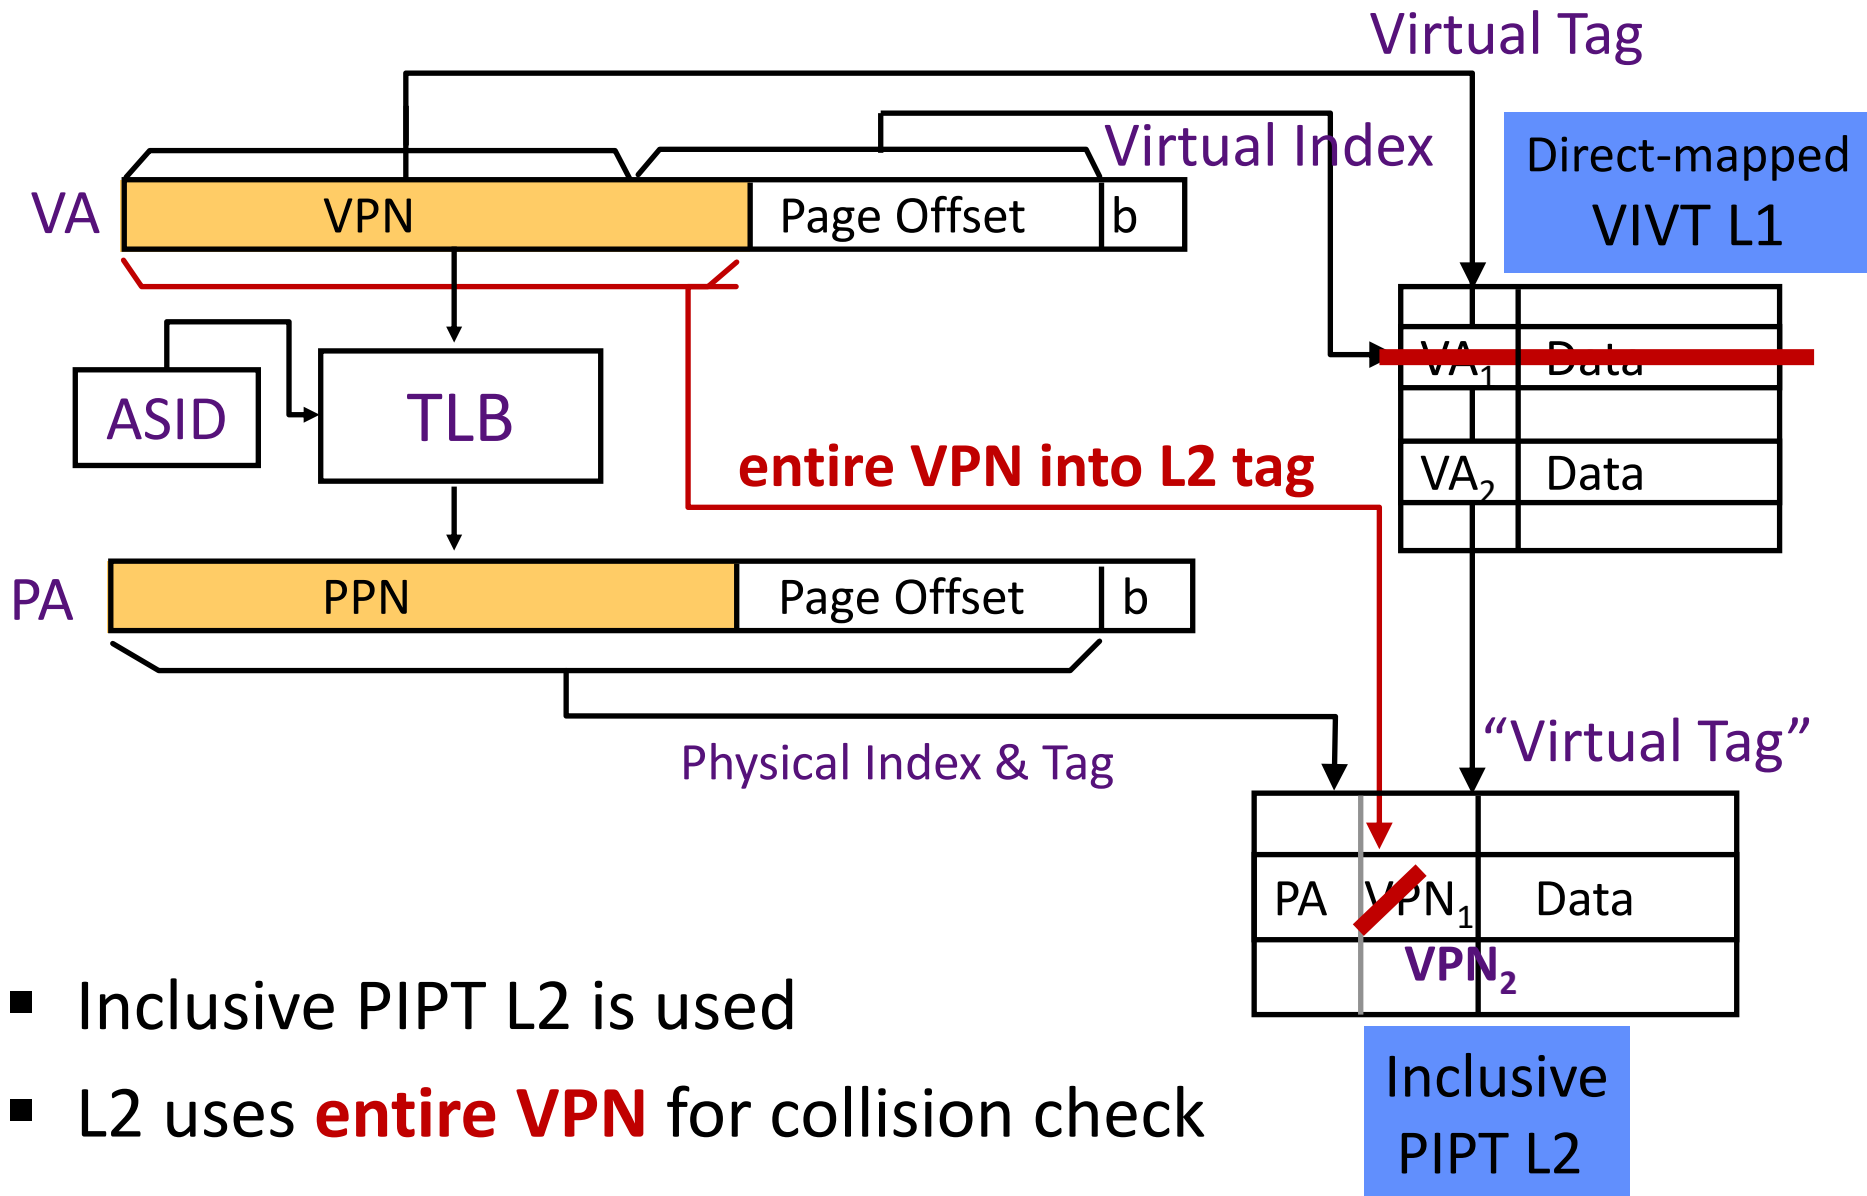 Virtual Tag
Virtual Index
Direct-mapped
VIVT L1
VA
VPN
Page Offset
b
VA₁
Data
ASID
TLB
entire VPN into L2 tag
VA₂
Data
PA
PPN
Page Offset
b
Physical Index & Tag
“Virtual Tag”
PA
VPN₁
Data
VPN₂
▪ Inclusive PIPT L2 is used
▪ L2 uses entire VPN for collision check
Inclusive
PIPT L2